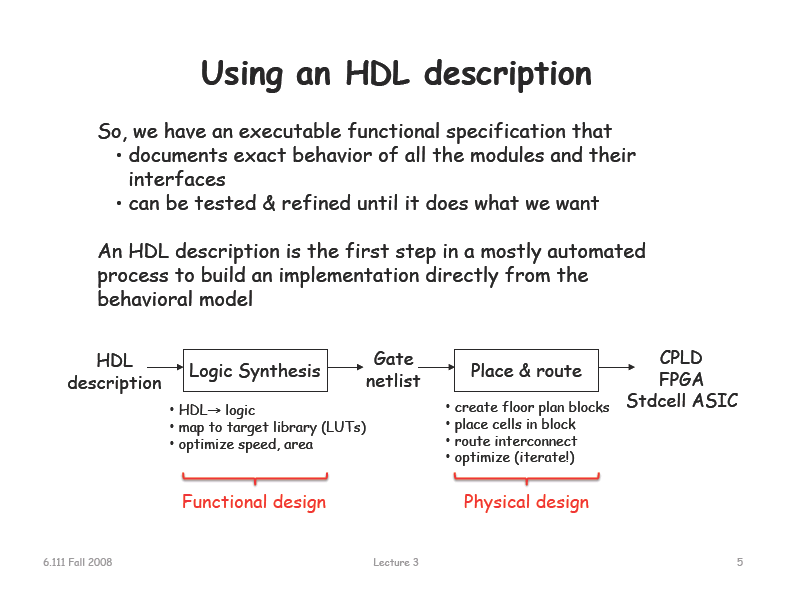 Using an HDL description
So, we have an executable functional specification that
• documents exact behavior of all the modules and their
interfaces
• can be tested & refined until it does what we want
An HDL description is the first step in a mostly automated
process to build an implementation directly from the
behavioral model
HDL
description
Logic Synthesis
Gate
netlist
Place & route
CPLD
FPGA
Stdcell ASIC
• HDL→ logic
• map to target library (LUTs)
• optimize speed, area
• create floor plan blocks
• place cells in block
• route interconnect
• optimize (iterate!)
Functional design
Physical design
6.111 Fall 2008
Lecture 3
5